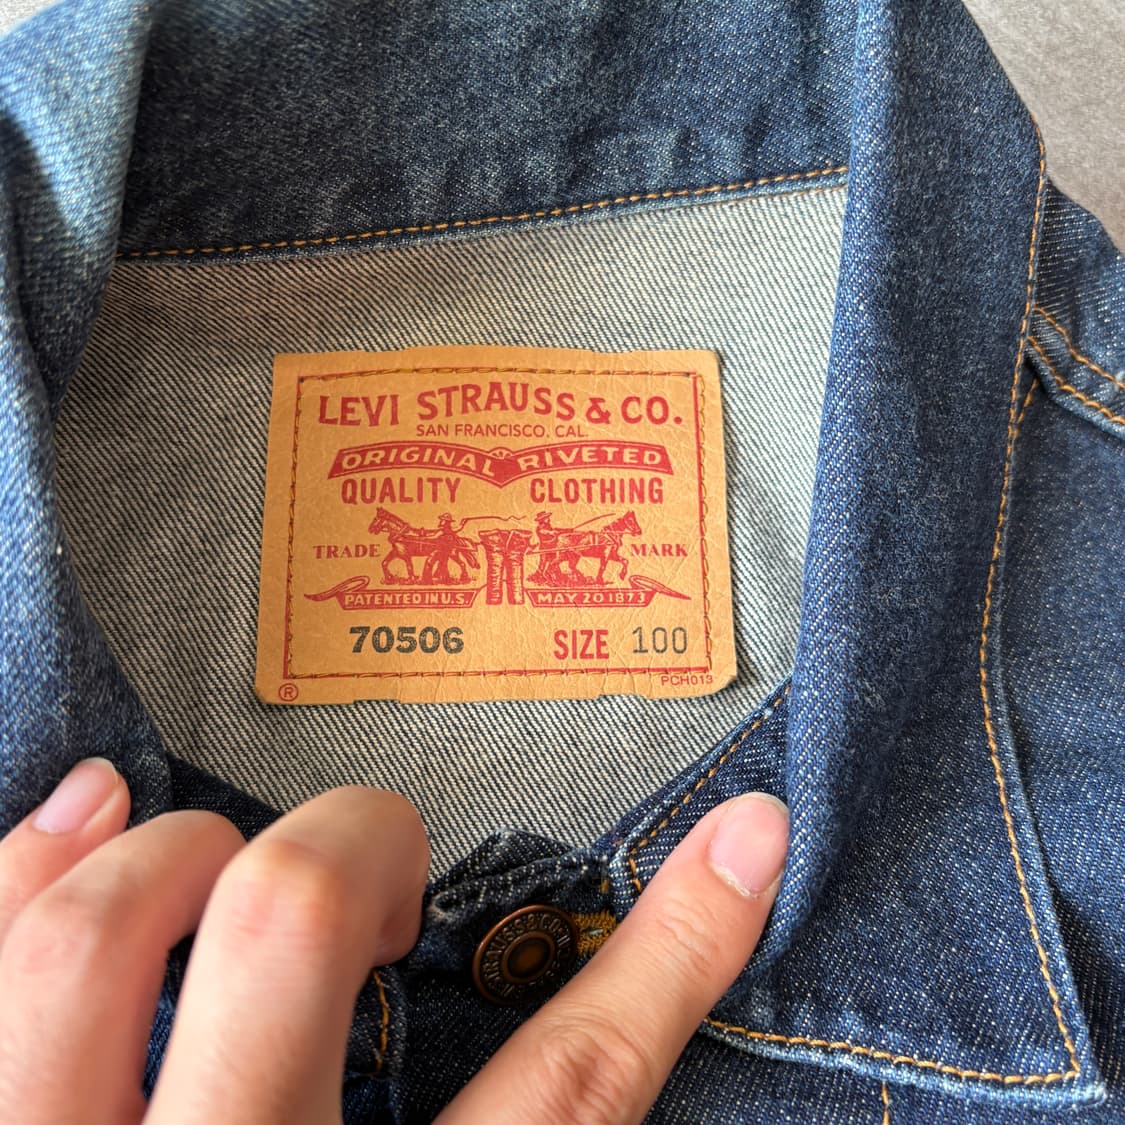 LEVI STRAUSS & CO.
SAN FRANCISCO. CAL.
ORIGINAL RIVETED
QUALITY CLOTHING
TRADE MARK
PATENTED IN U.S. MAY 20 1873
70506 SIZE 100
® PCH013